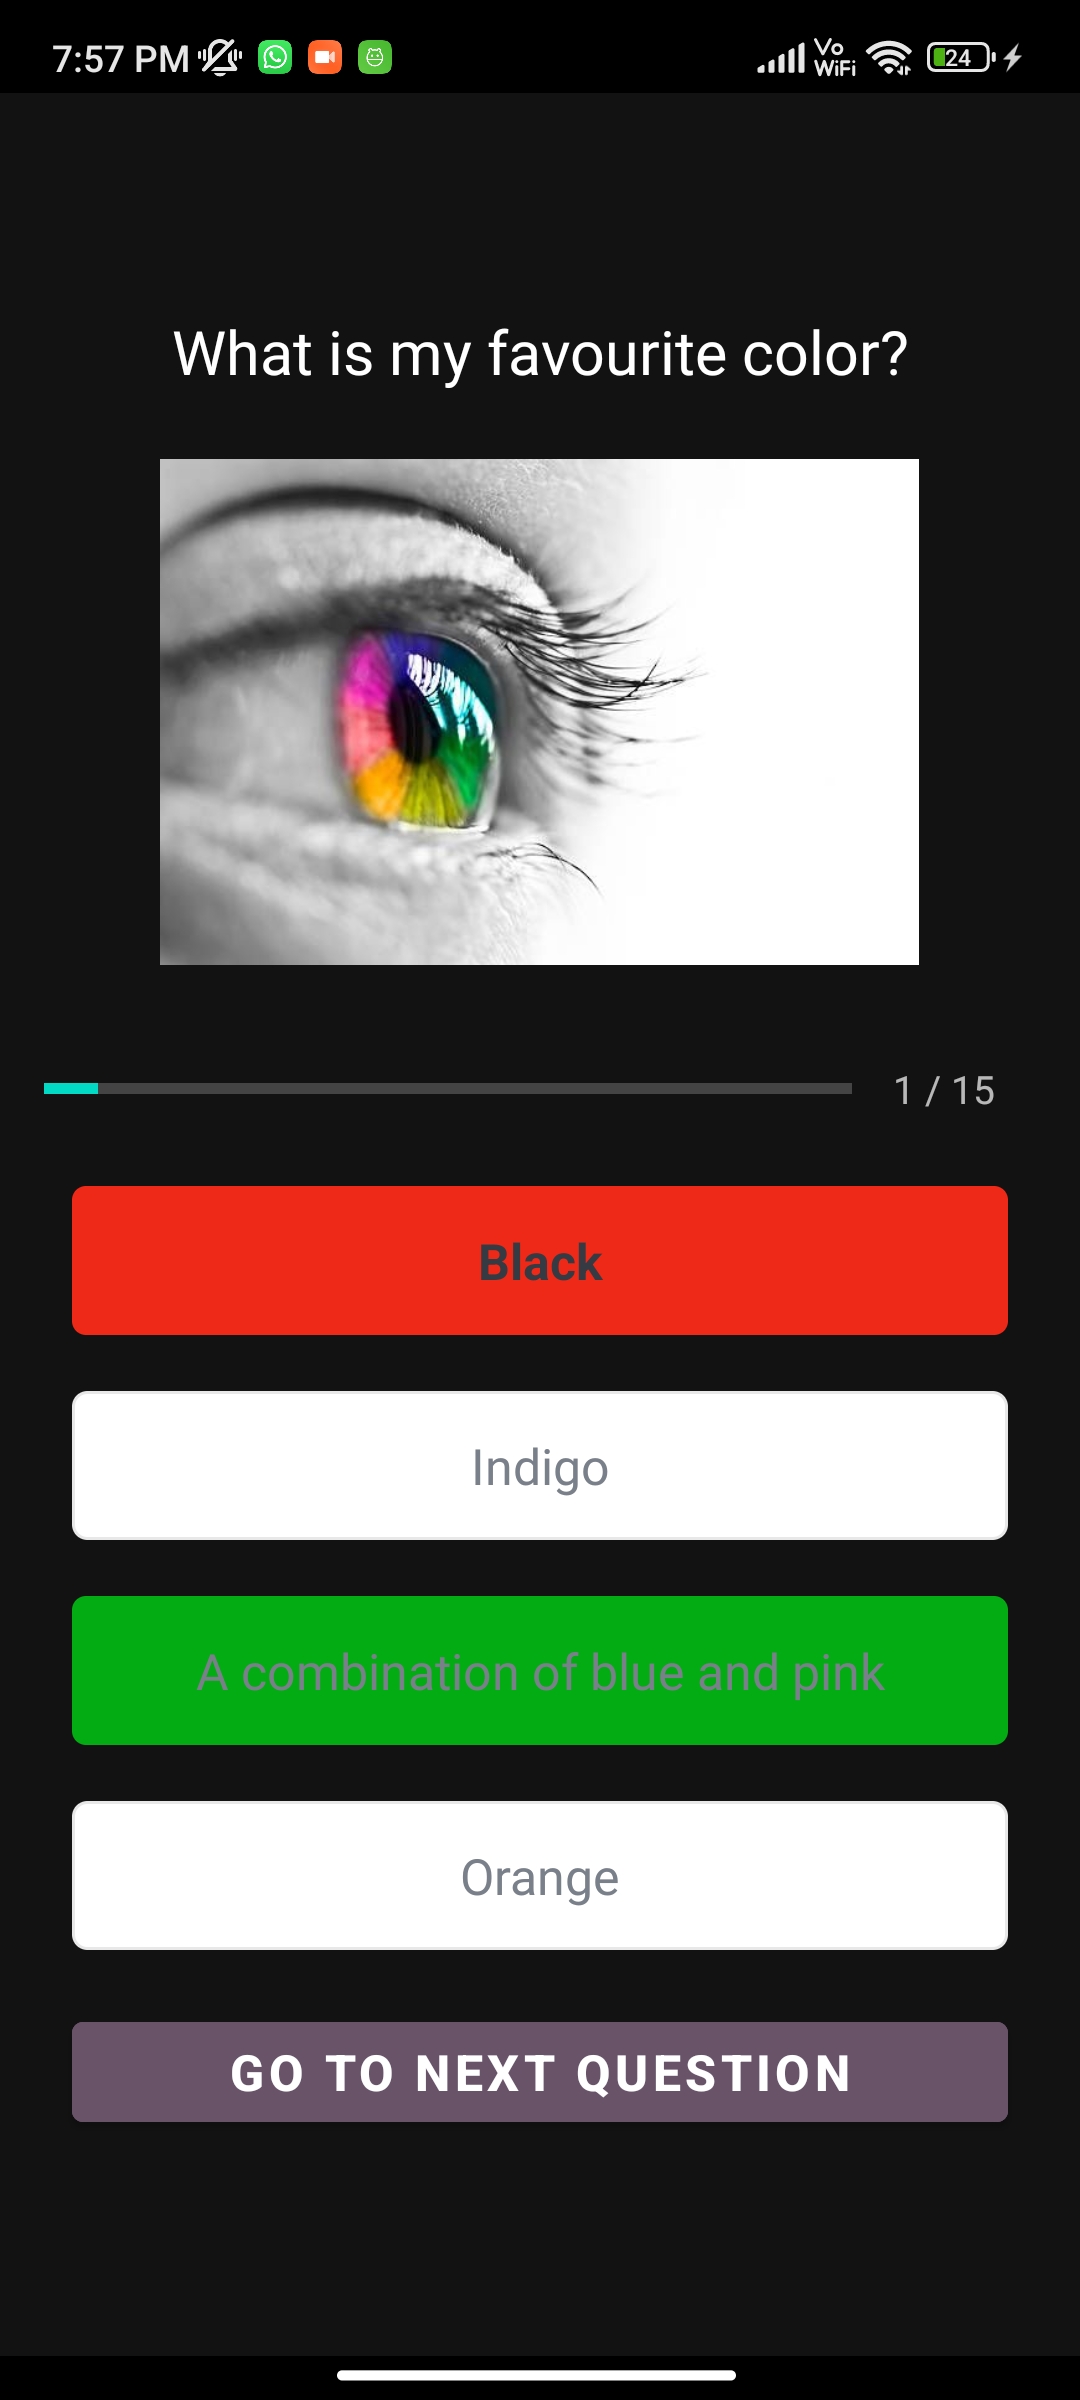 7:57 PM
Vo
WiFi
24
What is my favourite color?
1 / 15
Black
Indigo
A combination of blue and pink
Orange
GO TO NEXT QUESTION